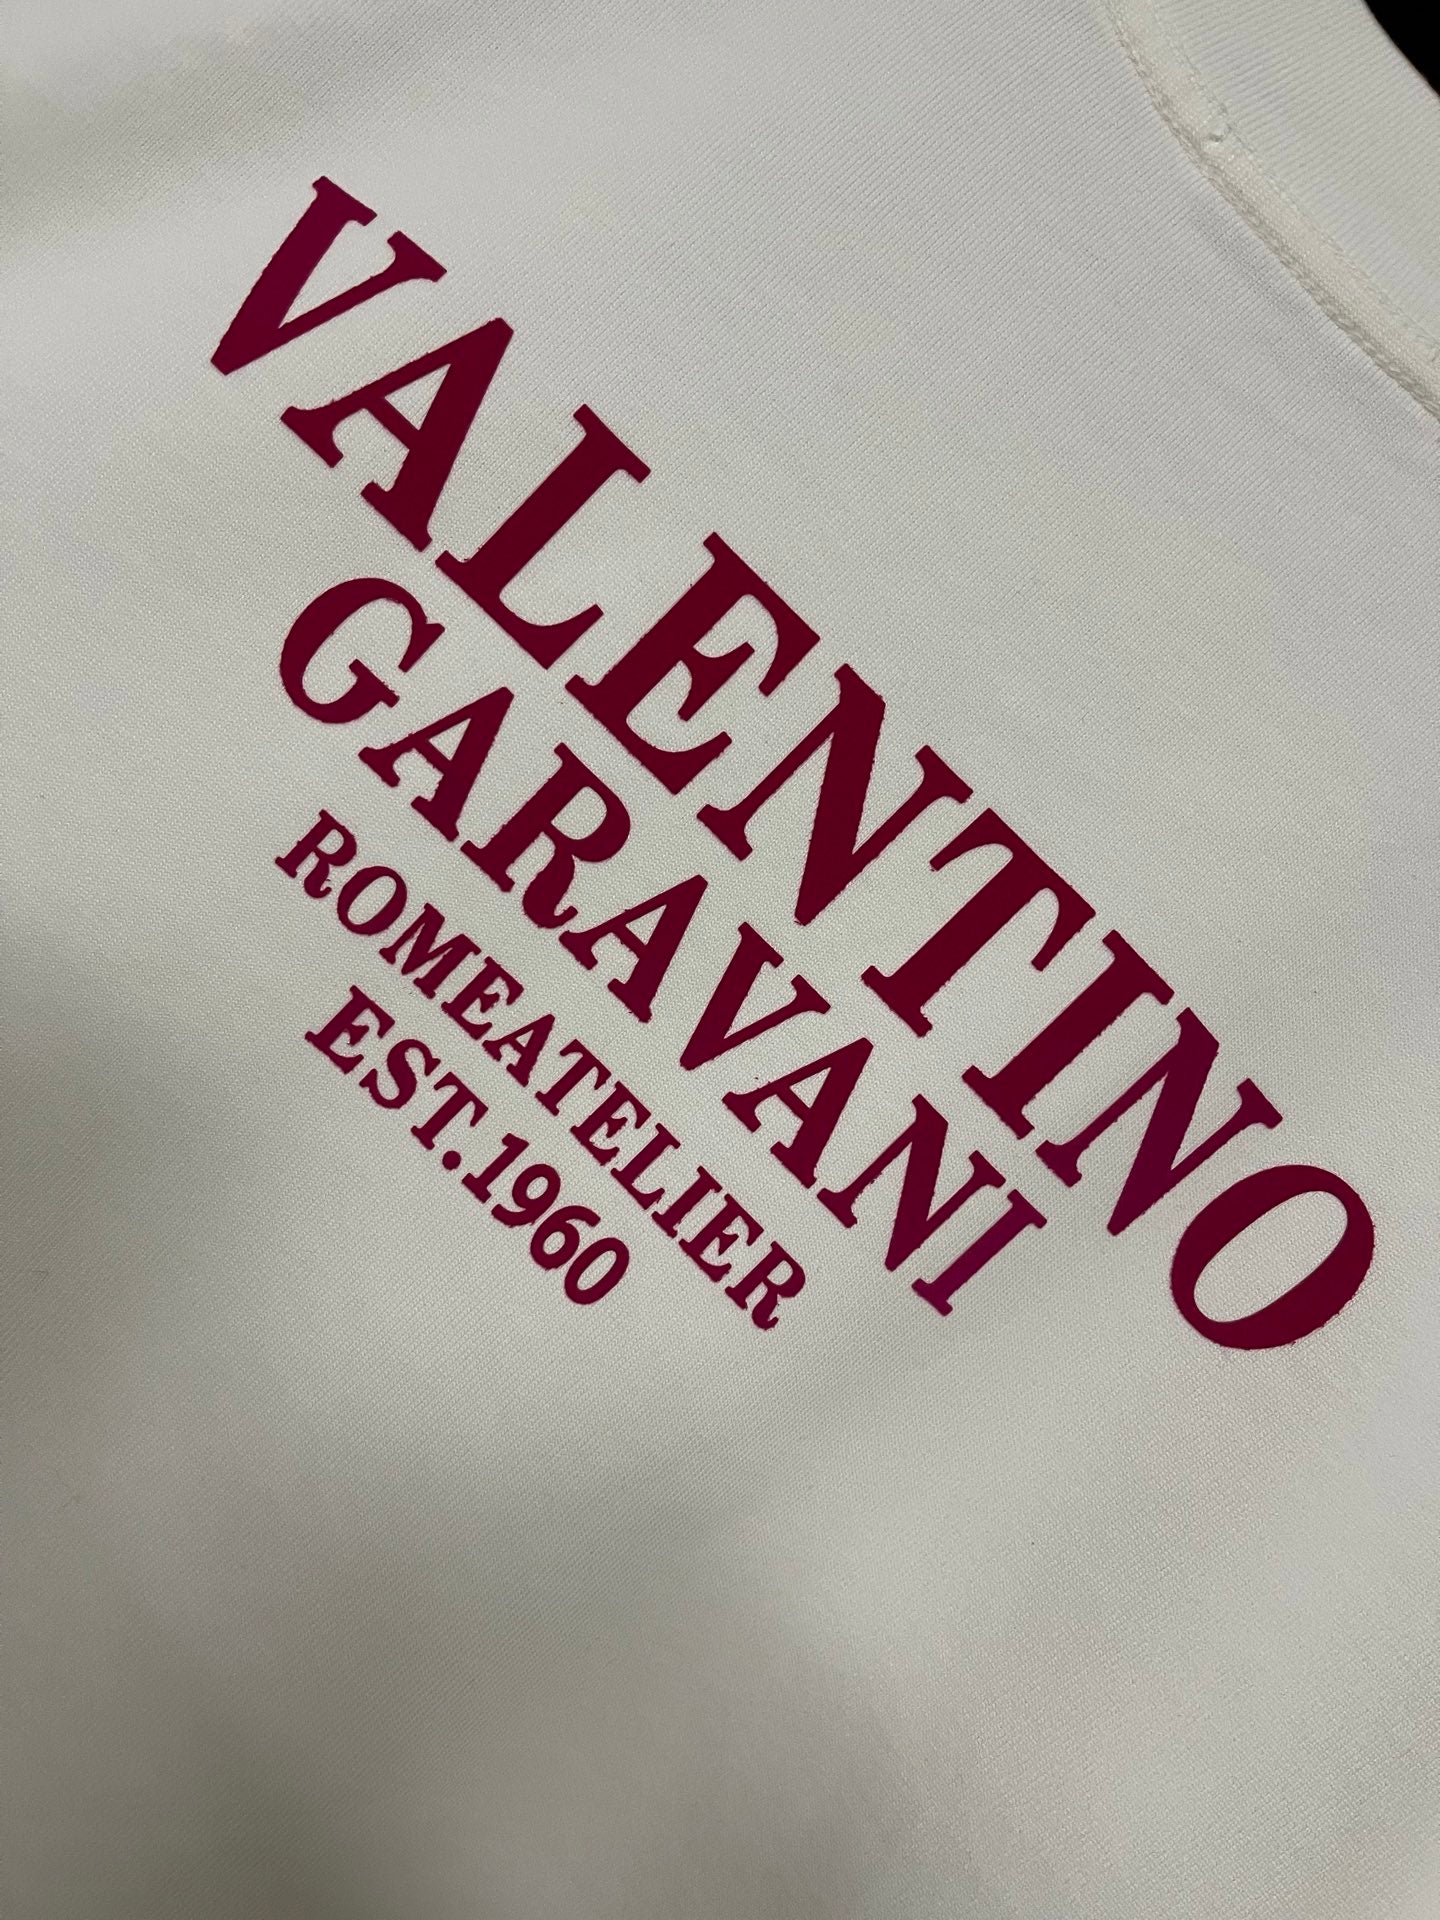 VALENTINO
GARAVANI
ROMEATELIER
EST.1960